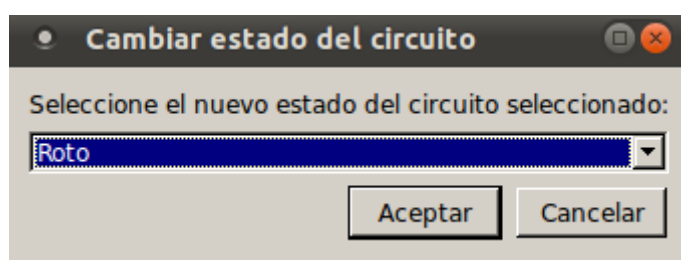 Cambiar estado del circuito
Seleccione el nuevo estado del circuito seleccionado:
Roto
Aceptar Cancelar